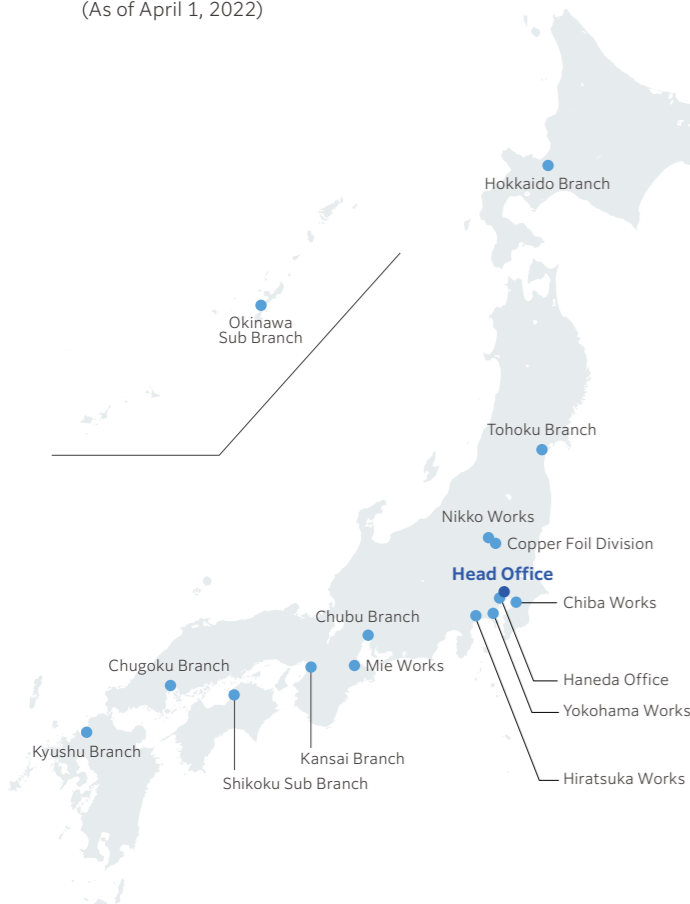 (As of April 1, 2022)
Hokkaido Branch
Okinawa
Sub Branch
Tohoku Branch
Nikko Works
Copper Foil Division
Head Office
Chiba Works
Chubu Branch
Chugoku Branch
Mie Works
Haneda Office
Yokohama Works
Kyushu Branch
Kansai Branch
Hiratsuka Works
Shikoku Sub Branch